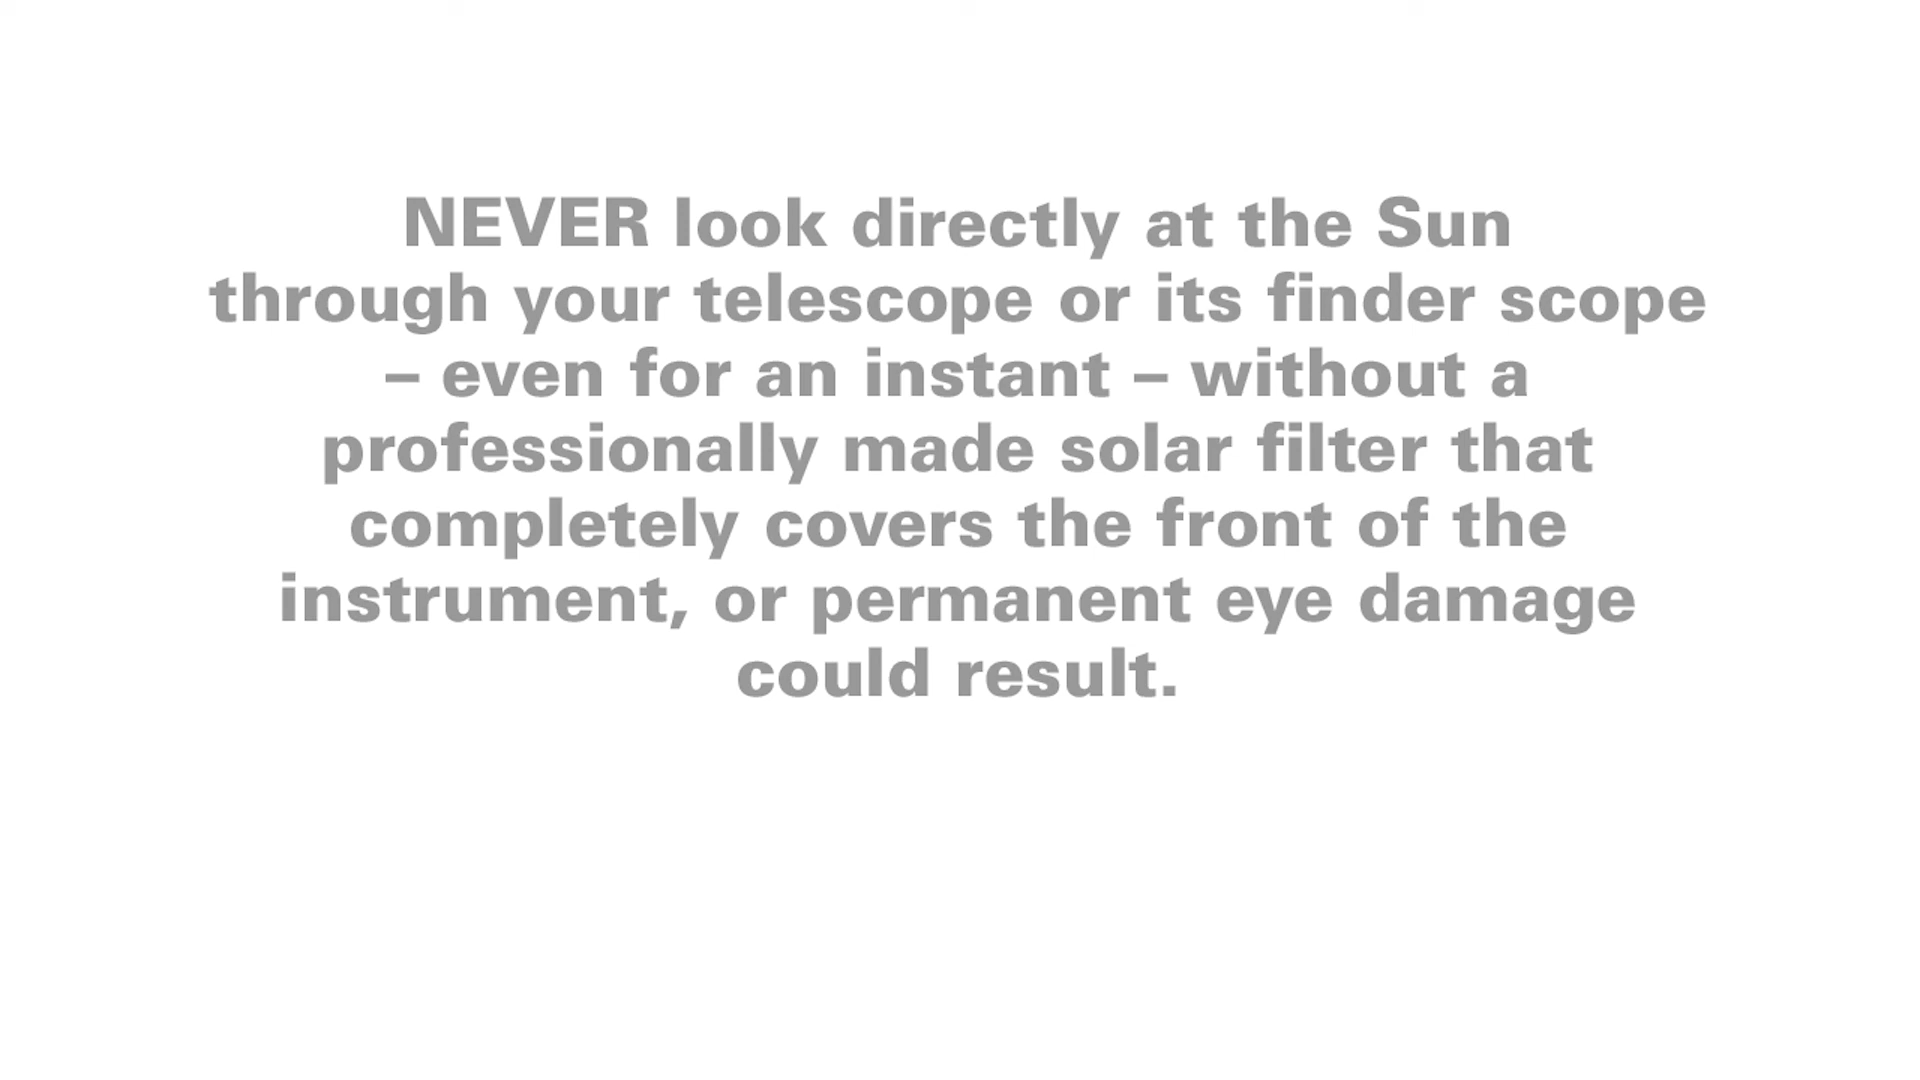 NEVER look directly at the Sun
through your telescope or its finder scope
– even for an instant – without a
professionally made solar filter that
completely covers the front of the
instrument, or permanent eye damage
could result.